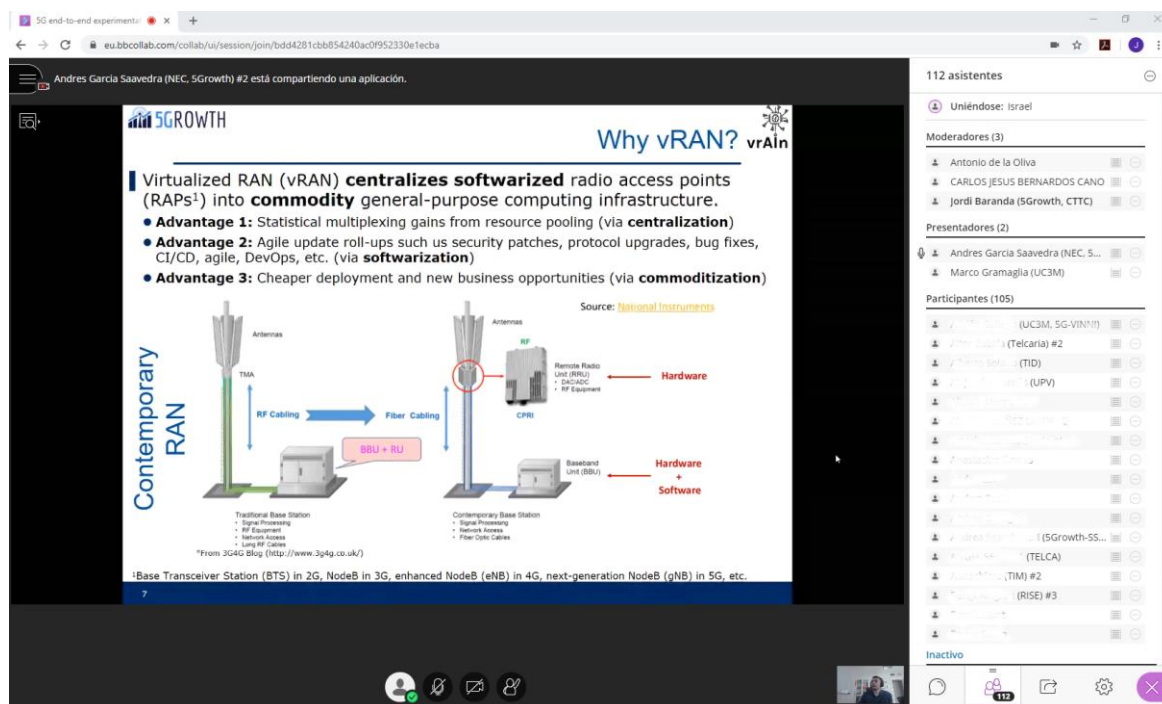 5G end-to-end experimenta
eu.bbcollab.com/collab/ui/session/join/bdd4281cbb854240ac0f952330e1ecba
Andres Garcia Saavedra (NEC, 5Growth) #2 está compartiendo una aplicación.
5GROWTH
Why vRAN?
vrAIn
Virtualized RAN (vRAN) centralizes softwarized radio access points
(RAPs¹) into commodity general-purpose computing infrastructure.
Advantage 1: Statistical multiplexing gains from resource pooling (via centralization)
Advantage 2: Agile update roll-ups such us security patches, protocol upgrades, bug fixes,
CI/CD, agile, DevOps, etc. (via softwarization)
Advantage 3: Cheaper deployment and new business opportunities (via commoditization)
Source: National Instruments
Contemporary
RAN
Antennas
TMA
RF Cabling
BBU + RU
Traditional Base Station
• Signal Processing
• RF Equipment
• Network Access
• Long RF Cables
Fiber Cabling
Antennas
RF
CPRI
Remote Radio
Unit (RRU)
• DAC/ADC
• RF Equipment
Hardware
Baseband
Unit (BBU)
Hardware
+
Software
Contemporary Base Station
• Signal Processing
• Network Access
• Fiber Optic Cables
*From 3G4G Blog (http://www.3g4g.co.uk/)
¹Base Transceiver Station (BTS) in 2G, NodeB in 3G, enhanced NodeB (eNB) in 4G, next-generation NodeB (gNB) in 5G, etc.
7
112 asistentes
Uniéndose: Israel
Moderadores (3)
Antonio de la Oliva
CARLOS JESUS BERNARDOS CANO
Jordi Baranda (5Growth, CTTC)
Presentadores (2)
Andres Garcia Saavedra (NEC, 5...
Marco Gramaglia (UC3M)
Participantes (105)
(UC3M, 5G-VINNI)
(Telcaria) #2
(TID)
(UPV)
(5Growth-SS...
(TELCA)
(TIM) #2
(RISE) #3
Inactivo
112
J